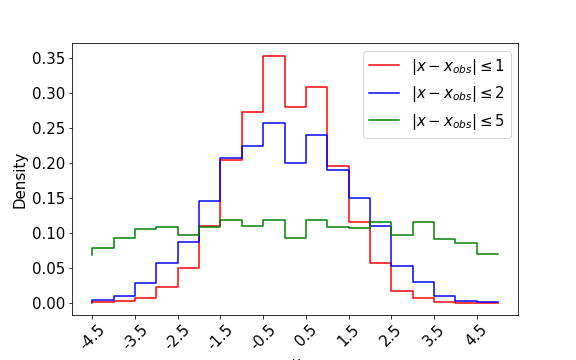 |x − x_obs| ≤ 1
|x − x_obs| ≤ 2
|x − x_obs| ≤ 5
Density
0.35
0.30
0.25
0.20
0.15
0.10
0.05
0.00
-4.5 -3.5 -2.5 -1.5 -0.5 0.5 1.5 2.5 3.5 4.5